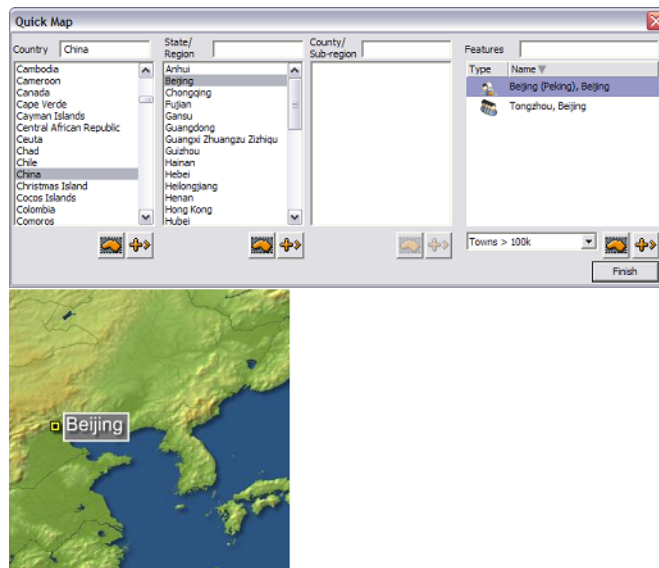 Quick Map
Country
China
State/
Region
County/
Sub-region
Features
Cambodia
Cameroon
Canada
Cape Verde
Cayman Islands
Central African Republic
Ceuta
Chad
Chile
China
Christmas Island
Cocos Islands
Colombia
Comoros
Anhui
Beijing
Chongqing
Fujian
Gansu
Guangdong
Guangxi Zhuangzu Zizhiqu
Guizhou
Hainan
Hebei
Heilongjiang
Henan
Hong Kong
Hubei
Type Name
Beijing (Peking), Beijing
Tongzhou, Beijing
Towns > 100k
Finish
Beijing